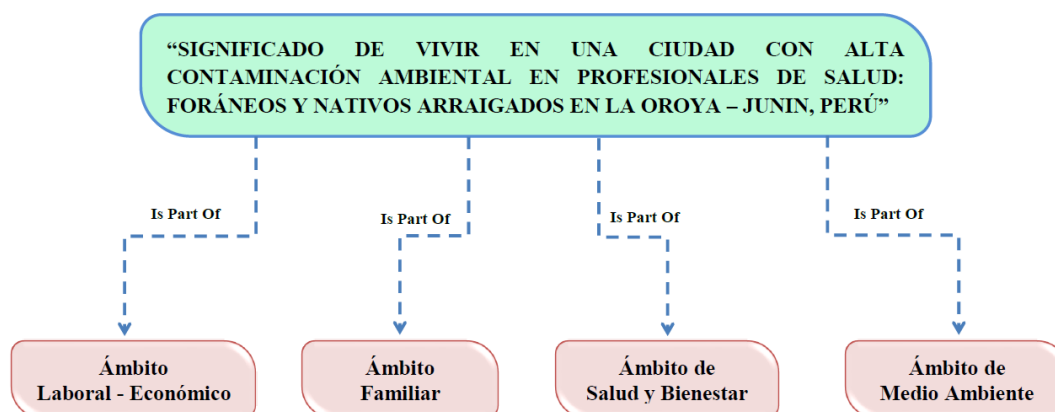 “SIGNIFICADO DE VIVIR EN UNA CIUDAD CON ALTA
CONTAMINACIÓN AMBIENTAL EN PROFESIONALES DE SALUD:
FORÁNEOS Y NATIVOS ARRAIGADOS EN LA OROYA – JUNIN, PERÚ”
Is Part Of
Is Part Of
Is Part Of
Is Part Of
Ámbito
Laboral - Económico
Ámbito
Familiar
Ámbito de
Salud y Bienestar
Ámbito de
Medio Ambiente